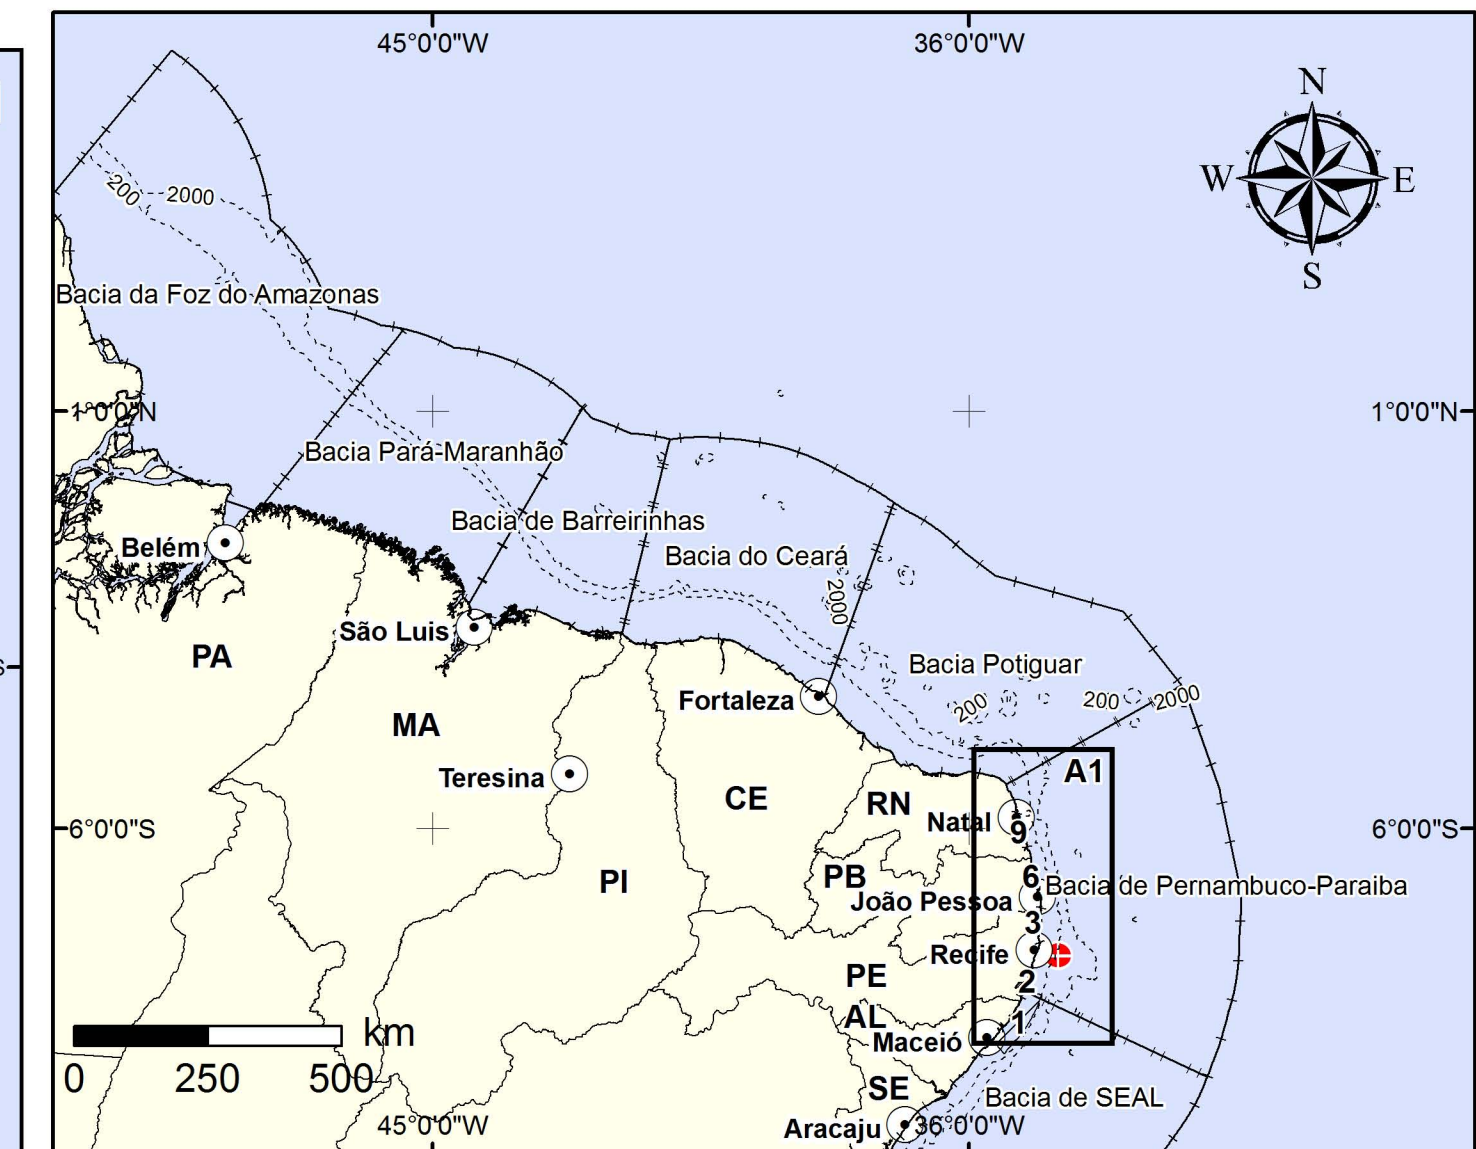 45°0'0"W
36°0'0"W
N
W
E
S
200
2000
Bacia da Foz do Amazonas
1°0'0"N
1°0'0"N
Bacia Pará-Maranhão
Bacia de Barreirinhas
Belém
Bacia do Ceará
2000
São Luis
PA
Bacia Potiguar
200
200
2000
Fortaleza
MA
Teresina
A1
CE
RN
Natal
9
6°0'0"S
6°0'0"S
PI
PB
6
Bacia de Pernambuco-Paraiba
João Pessoa
3
Recife
PE
2
AL
1
km
Maceió
0
250
500
SE
Bacia de SEAL
45°0'0"W
Aracaju
36°0'0"W